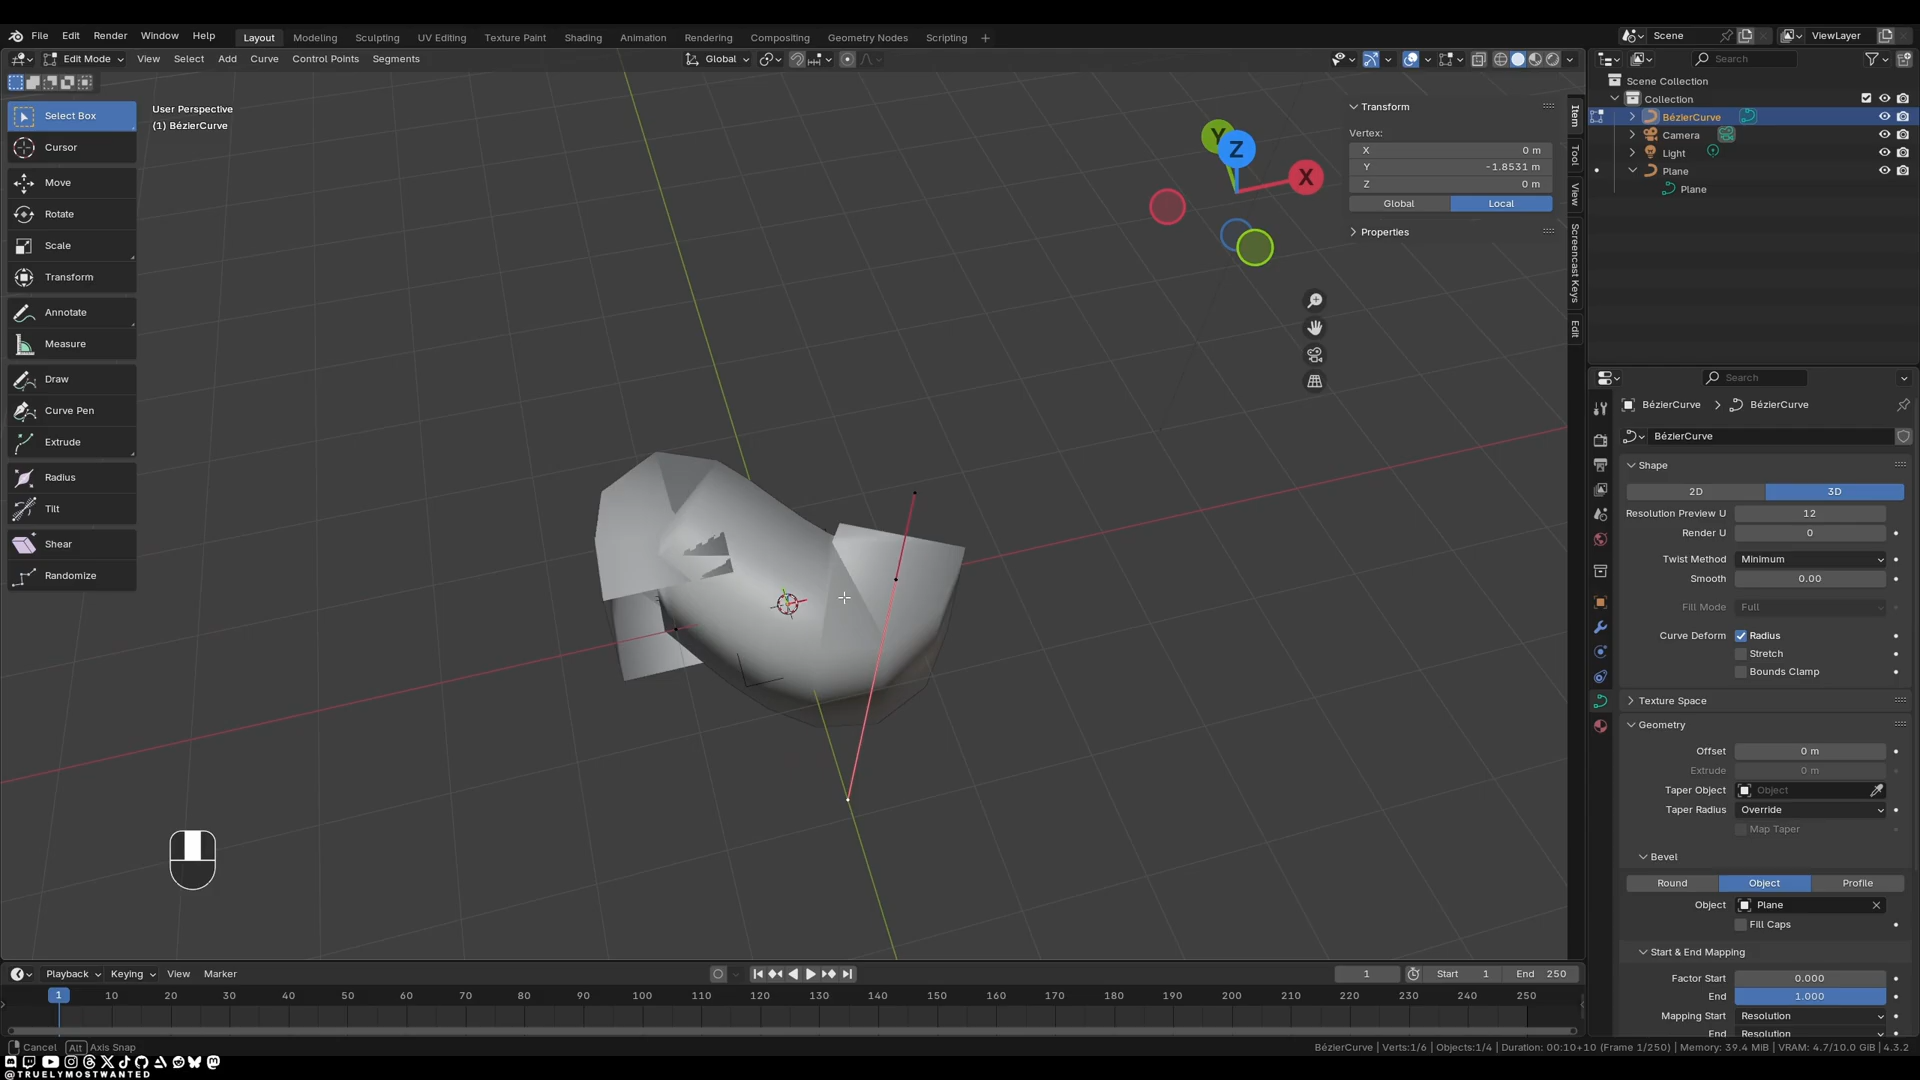 File Edit Render Window Help Layout Modeling Sculpting UV Editing Texture Paint Shading Animation Rendering Compositing Geometry Nodes Scripting + Scene ViewLayer
Edit Mode View Select Add Curve Control Points Segments Global Search
Select Box
Cursor
Move
Rotate
Scale
Transform
Annotate
Measure
Draw
Curve Pen
Extrude
Radius
Tilt
Shear
Randomize
User Perspective
(1) BézierCurve
Y
Z
X
Transform
Vertex:
X 0 m
Y -1.8531 m
Z 0 m
Global Local
Properties
Item
Tool
View
Screencast Keys
Edit
Scene Collection
Collection
BézierCurve
Camera
Light
Plane
Plane
Search
BézierCurve > BézierCurve
BézierCurve
Shape
2D 3D
Resolution Preview U 12
Render U 0
Twist Method Minimum
Smooth 0.00
Fill Mode Full
Curve Deform Radius
Stretch
Bounds Clamp
Texture Space
Geometry
Offset 0 m
Extrude 0 m
Taper Object Object
Taper Radius Override
Map Taper
Bevel
Round Object Profile
Object Plane
Fill Caps
Start & End Mapping
Factor Start 0.000
End 1.000
Mapping Start Resolution
End Resolution
Playback Keying View Marker 1 Start 1 End 250
1 10 20 30 40 50 60 70 80 90 100 110 120 130 140 150 160 170 180 190 200 210 220 230 240 250
Cancel Alt Axis Snap BézierCurve | Verts:1/6 | Objects:1/4 | Duration: 00:10+10 (Frame 1/250) | Memory: 39.4 MiB | VRAM: 4.7/10.0 GiB | 4.3.2
@TRUELYMOSTWANTED